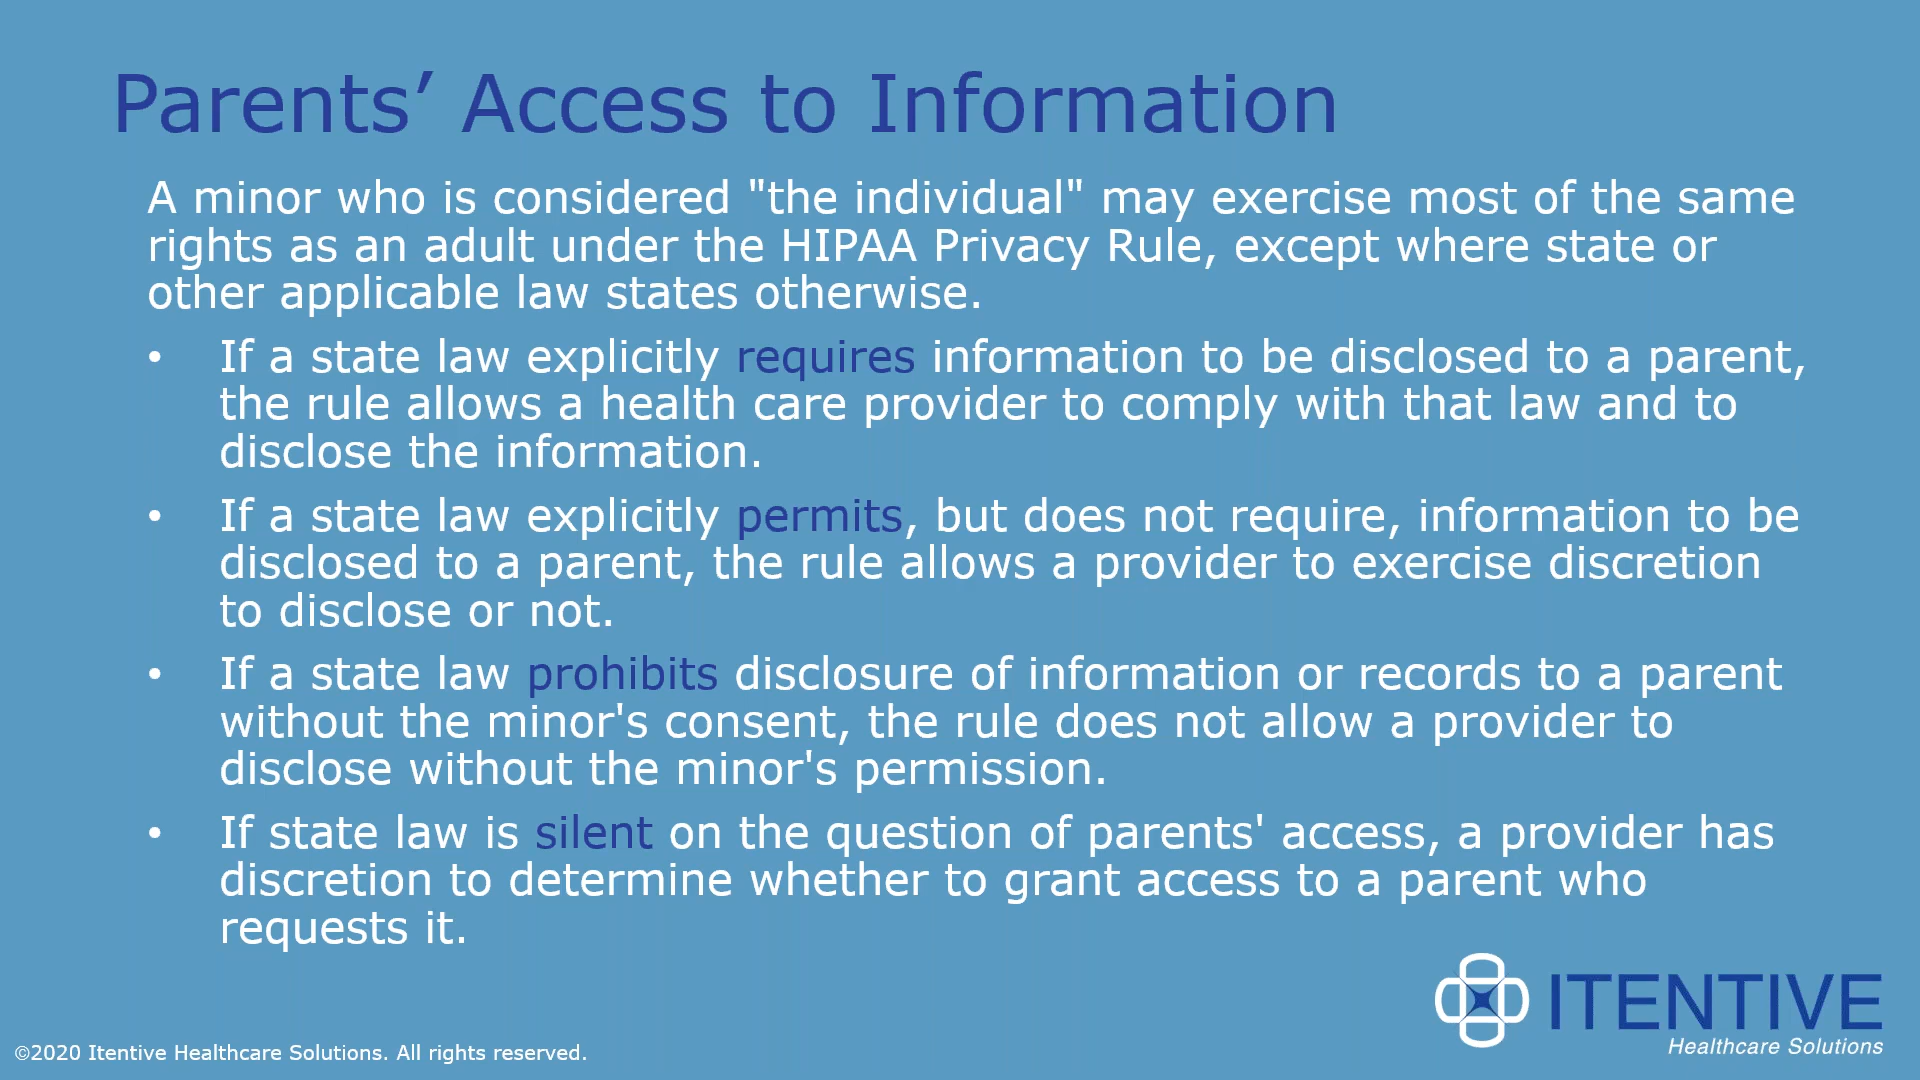 Parents’ Access to Information
A minor who is considered "the individual" may exercise most of the same
rights as an adult under the HIPAA Privacy Rule, except where state or
other applicable law states otherwise.
• If a state law explicitly requires information to be disclosed to a parent,
the rule allows a health care provider to comply with that law and to
disclose the information.
• If a state law explicitly permits, but does not require, information to be
disclosed to a parent, the rule allows a provider to exercise discretion
to disclose or not.
• If a state law prohibits disclosure of information or records to a parent
without the minor's consent, the rule does not allow a provider to
disclose without the minor's permission.
• If state law is silent on the question of parents' access, a provider has
discretion to determine whether to grant access to a parent who
requests it.
ITENTIVE
Healthcare Solutions
©2020 Itentive Healthcare Solutions. All rights reserved.